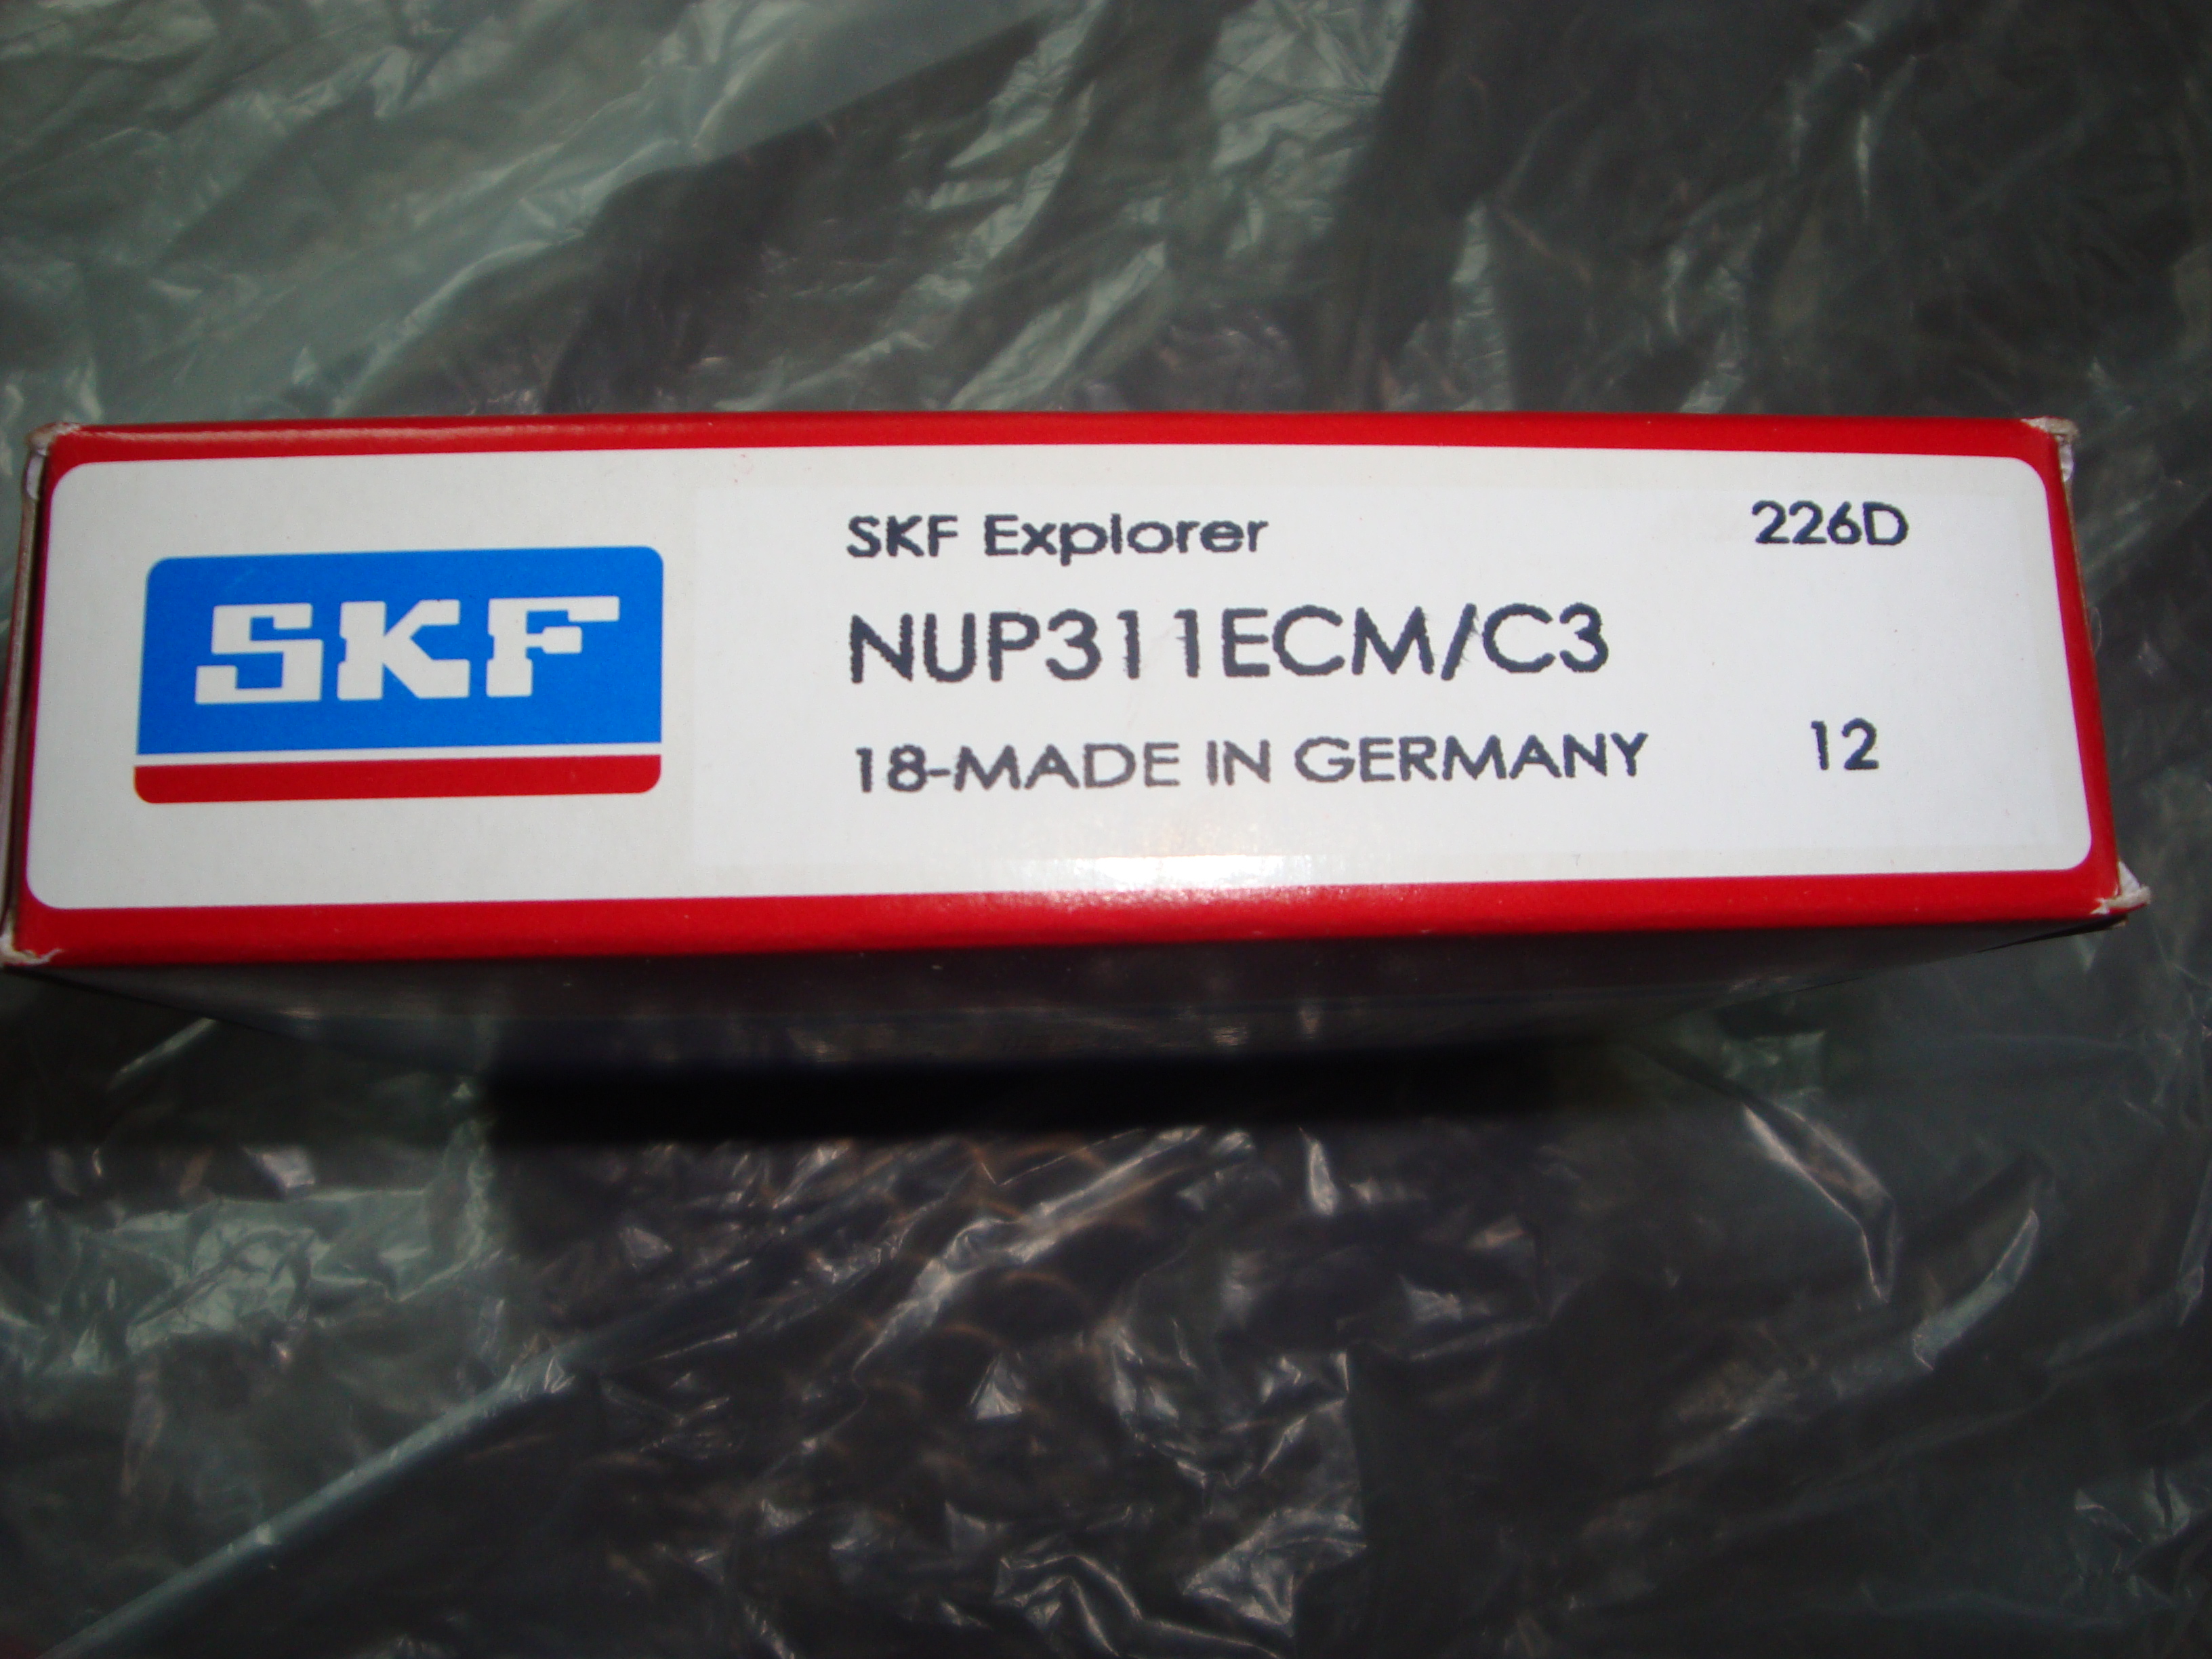 SKF
SKF Explorer 226D
NUP311ECM/C3
18-MADE IN GERMANY 12